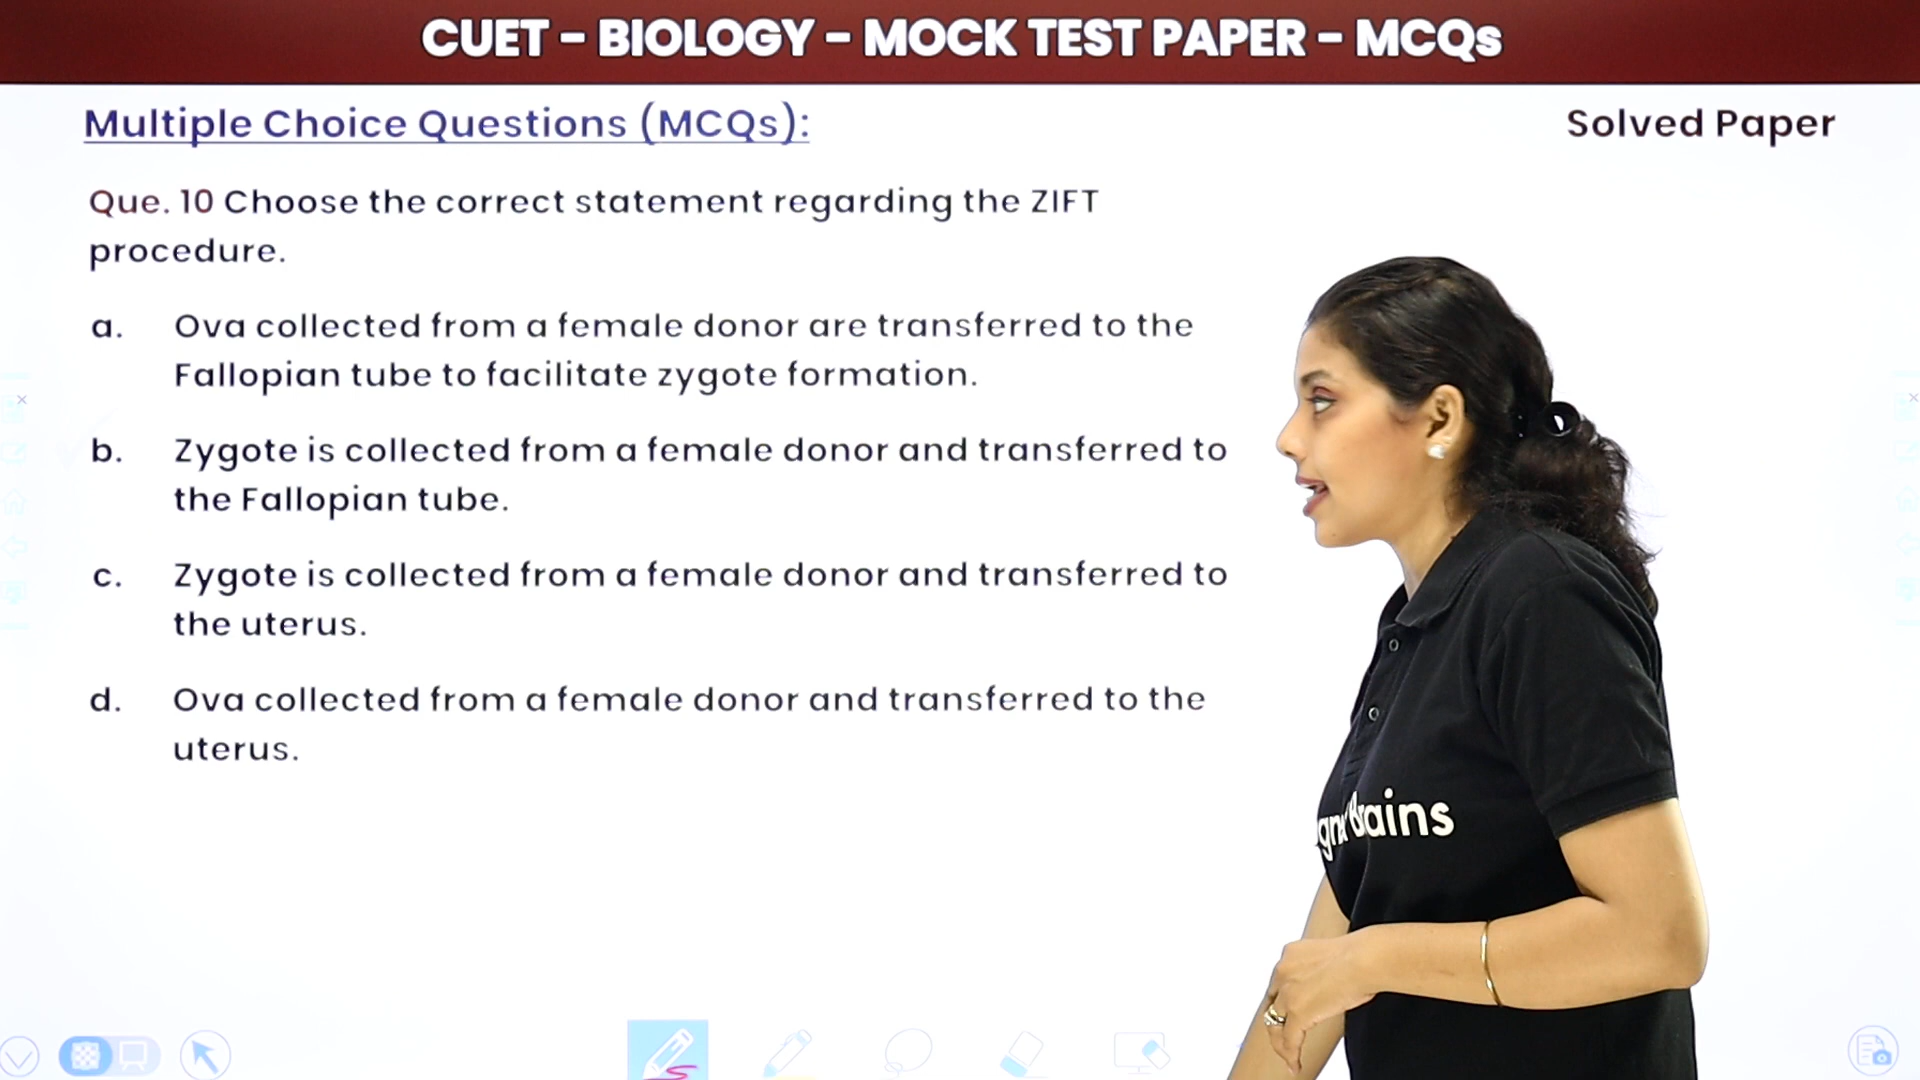 CUET – BIOLOGY – MOCK TEST PAPER – MCQs
Multiple Choice Questions (MCQs):
Solved Paper
Que. 10 Choose the correct statement regarding the ZIFT
procedure.
a. Ova collected from a female donor are transferred to the
Fallopian tube to facilitate zygote formation.
b. Zygote is collected from a female donor and transferred to
the Fallopian tube.
c. Zygote is collected from a female donor and transferred to
the uterus.
d. Ova collected from a female donor and transferred to the
uterus.
Brains